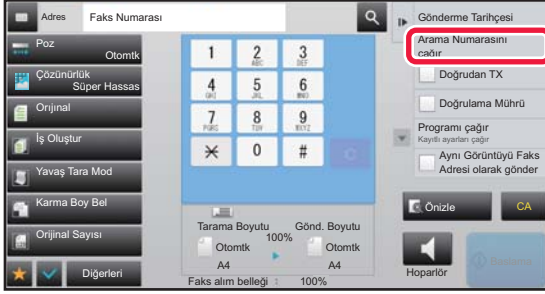 Adres
Faks Numarası
Poz
Otomtk
Çözünürlük
Süper Hassas
Orijinal
İş Oluştur
Yavaş Tara Mod
Karma Boy Bel
Orijinal Sayısı
Diğerleri
1 2 3
ABC DEF
4 5 6
GHI JKL MNO
7 8 9
PQRS TUV WXYZ
0 #
C
Tarama Boyutu
Gönd. Boyutu
100%
Otomtk
Otomtk
A4
A4
Faks alım belleği : 100%
Gönderme Tarihçesi
Arama Numarasını
çağır
Doğrudan TX
Doğrulama Mührü
Programı çağır
Kayıtlı ayarları çağır
Aynı Görüntüyü Faks
Adresi olarak gönder
Önizle
CA
Hoparlör
Başlama